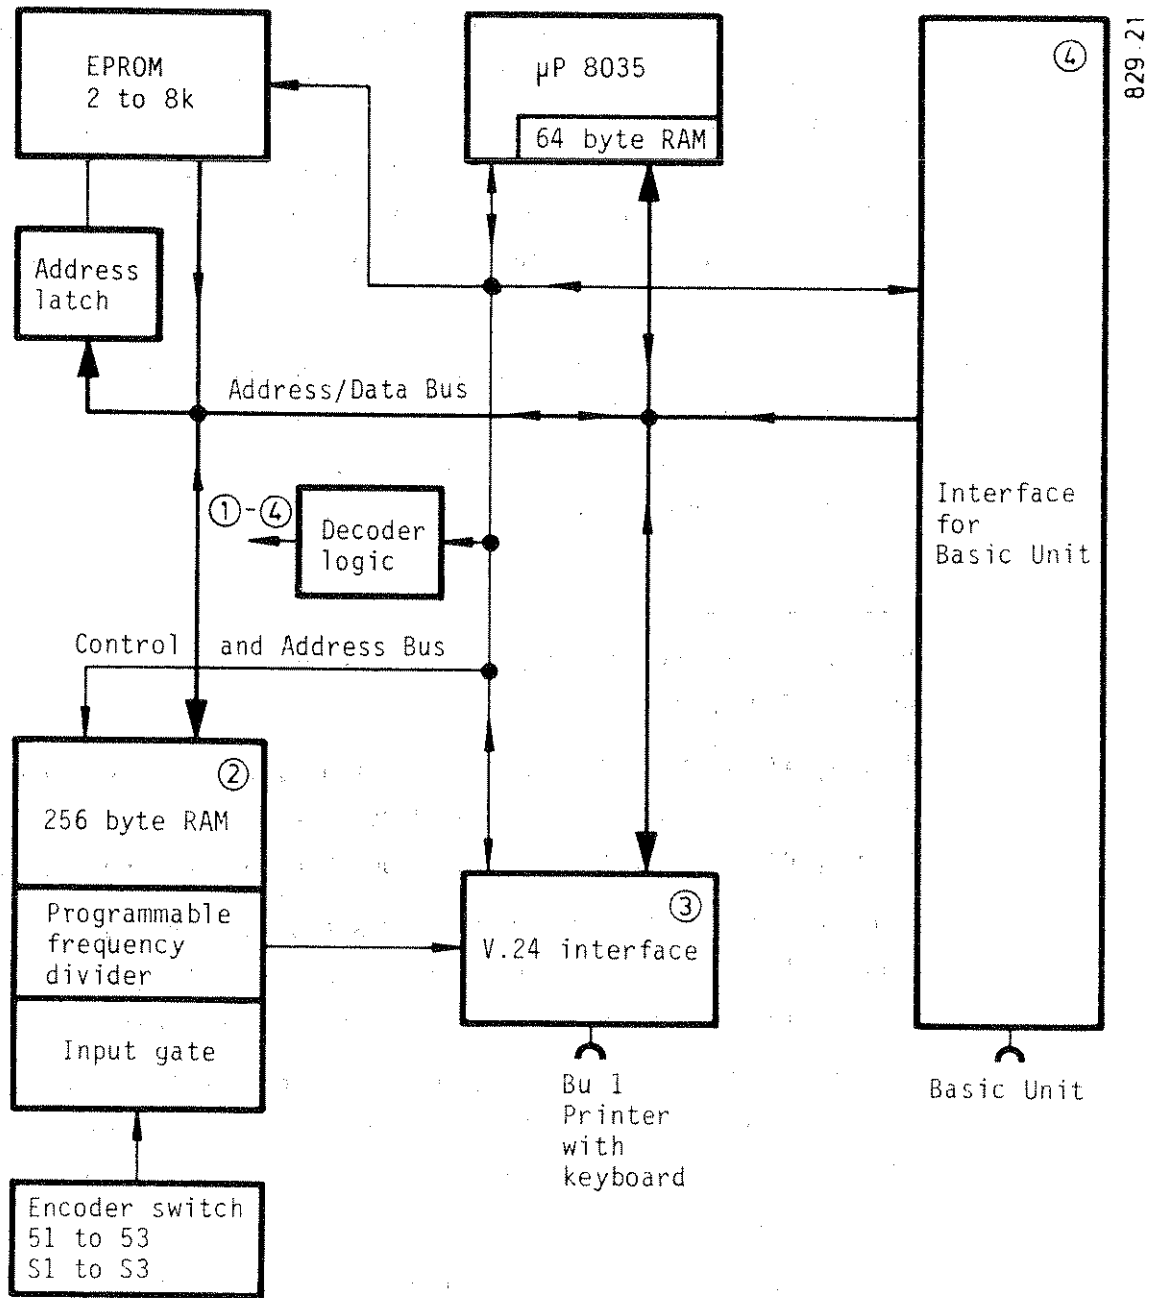 EPROM
2 to 8k
µP 8035
64 byte RAM
④
829 21
Address
latch
Address/Data Bus
①-④
Decoder
logic
Interface
for
Basic Unit
Control and Address Bus
②
256 byte RAM
Programmable
frequency
divider
Input gate
③
V.24 interface
Bu 1
Printer
with
keyboard
Basic Unit
Encoder switch
51 to 53
S1 to S3